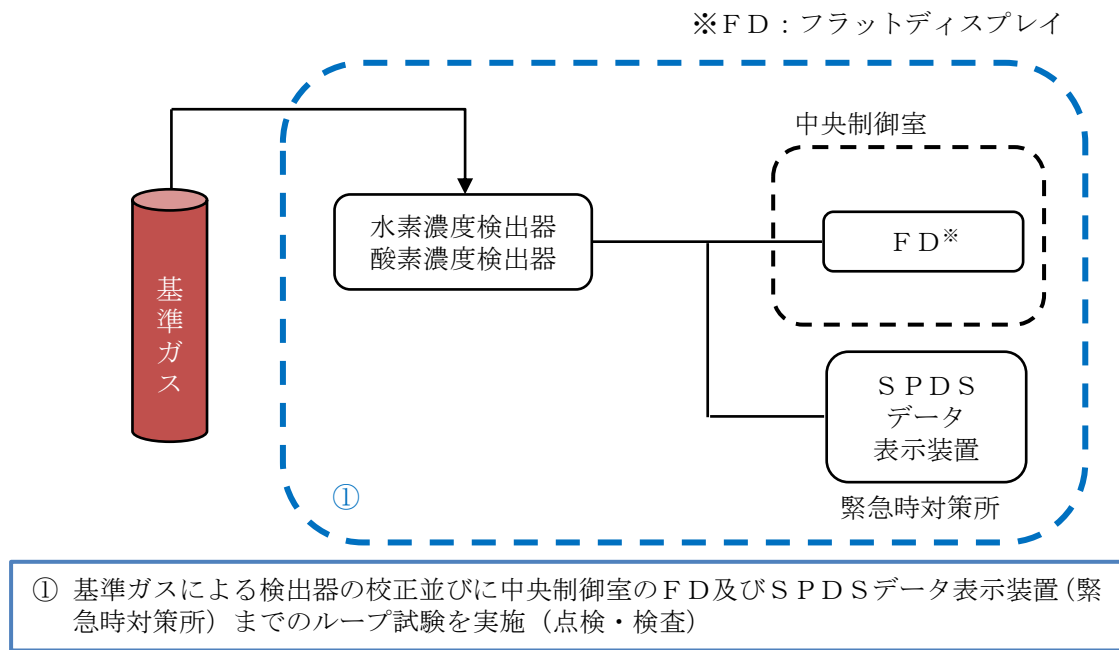 ※ＦＤ：フラットディスプレイ
中央制御室
水素濃度検出器
酸素濃度検出器
ＦＤ※
基準ガス
ＳＰＤＳ
データ
表示装置
①
緊急時対策所
① 基準ガスによる検出器の校正並びに中央制御室のＦＤ及びＳＰＤＳデータ表示装置（緊
急時対策所）までのループ試験を実施（点検・検査）